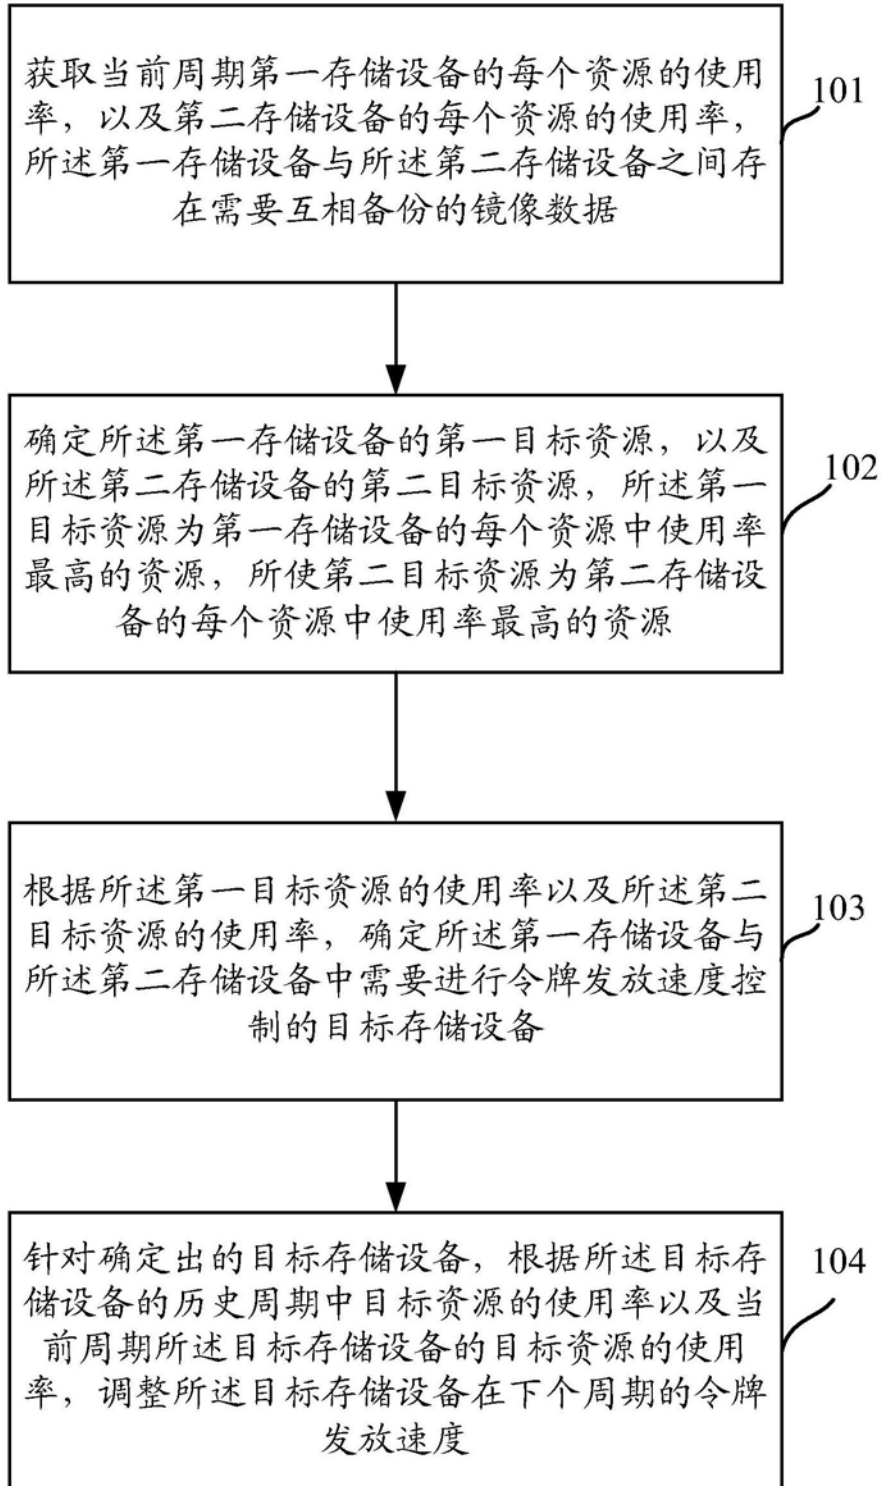 获取当前周期第一存储设备的每个资源的使用
率，以及第二存储设备的每个资源的使用率，
所述第一存储设备与所述第二存储设备之间存
在需要互相备份的镜像数据
101
确定所述第一存储设备的第一目标资源，以及
所述第二存储设备的第二目标资源，所述第一
目标资源为第一存储设备的每个资源中使用率
最高的资源，所使第二目标资源为第二存储设
备的每个资源中使用率最高的资源
102
根据所述第一目标资源的使用率以及所述第二
目标资源的使用率，确定所述第一存储设备与
所述第二存储设备中需要进行令牌发放速度控
制的目标存储设备
103
针对确定出的目标存储设备，根据所述目标存
储设备的历史周期中目标资源的使用率以及当
前周期所述目标存储设备的目标资源的使用
率，调整所述目标存储设备在下个周期的令牌
发放速度
104